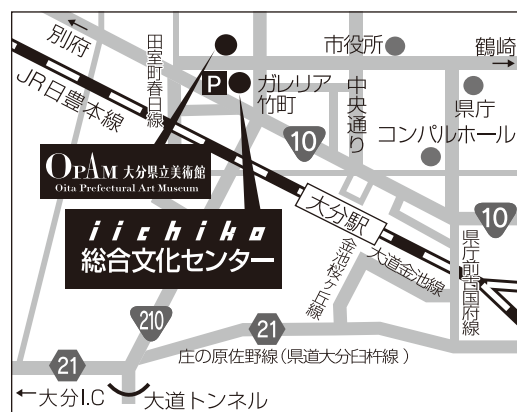 別府
田室町春日線
市役所
鶴崎
JR日豊本線
P
ガレリア
竹町
中央通り
県庁
コンパルホール
10
OPAM 大分県立美術館
Oita Prefectural Art Museum
iichiko
総合文化センター
大分駅
10
金池桜ケ丘線
大道金池線
県庁前古国府線
210
21
庄の原佐野線(県道大分臼杵線)
21
大分I.C
大道トンネル